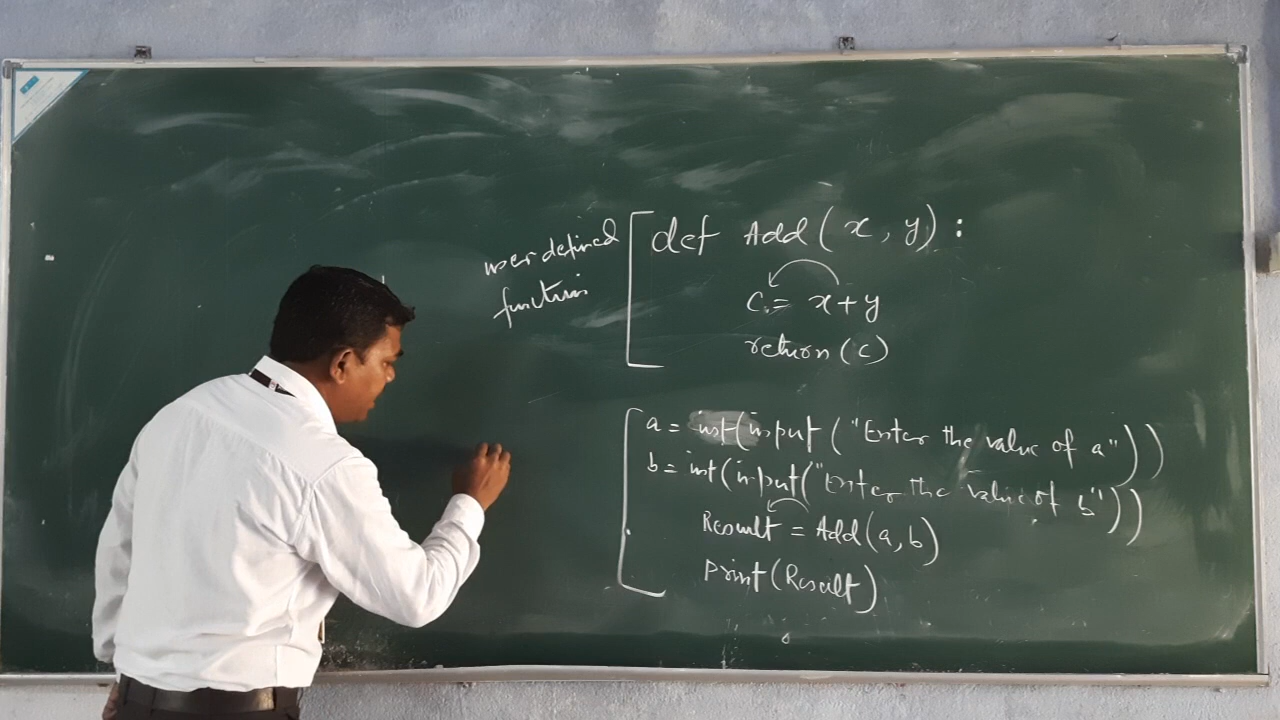 user defined
function
def Add(x, y):
c = x+y
return(c)
a = int(input("Enter the value of a"))
b = int(input("Enter the value of b"))
Result = Add(a, b)
print(Result)